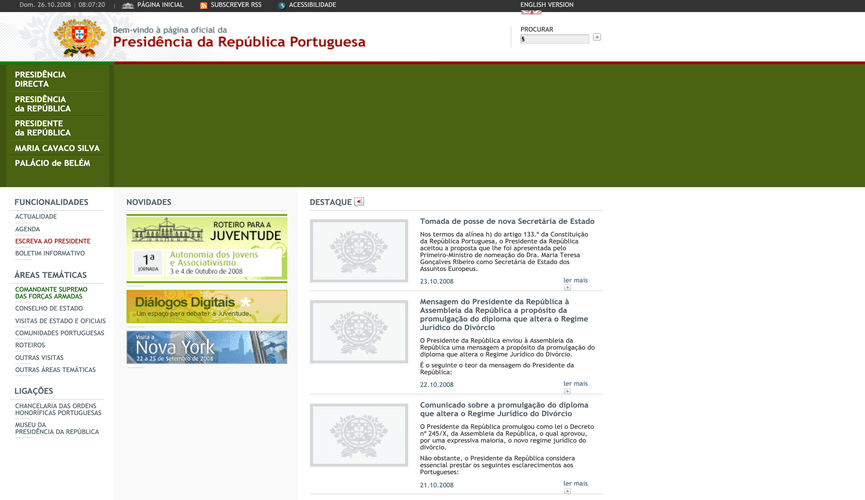 Dom. 26.10.2008 | 08:07:20 | PÁGINA INICIAL SUBSCREVER RSS ACESSIBILIDADE ENGLISH VERSION
Bem-vindo à página oficial da
Presidência da República Portuguesa
PROCURAR
s
PRESIDÊNCIA
DIRECTA
PRESIDÊNCIA
da REPÚBLICA
PRESIDENTE
da REPÚBLICA
MARIA CAVACO SILVA
PALÁCIO de BELÉM
FUNCIONALIDADES
ACTUALIDADE
AGENDA
ESCREVA AO PRESIDENTE
BOLETIM INFORMATIVO
ÁREAS TEMÁTICAS
COMANDANTE SUPREMO
DAS FORÇAS ARMADAS
CONSELHO DE ESTADO
VISITAS DE ESTADO E OFICIAIS
COMUNIDADES PORTUGUESAS
ROTEIROS
OUTRAS VISITAS
OUTRAS ÁREAS TEMÁTICAS
LIGAÇÕES
CHANCELARIA DAS ORDENS
HONORÍFICAS PORTUGUESAS
MUSEU DA
PRESIDÊNCIA DA REPÚBLICA
NOVIDADES
ROTEIRO PARA A
JUVENTUDE
1ª
JORNADA
Autonomia dos Jovens
e Associativismo
3 e 4 de Outubro de 2008
Diálogos Digitais
Um espaço para debater a Juventude
Visita a
Nova York
22 a 25 de Setembro de 2008
DESTAQUE
Tomada de posse de nova Secretária de Estado
Nos termos da alínea h) do artigo 133.º da Constituição
da República Portuguesa, o Presidente da República
aceitou a proposta que lhe foi apresentada pelo
Primeiro-Ministro de nomeação do Dra. Maria Teresa
Gonçalves Ribeiro como Secretária de Estado dos
Assuntos Europeus.
23.10.2008 ler mais
Mensagem do Presidente da República à
Assembleia da República a propósito da
promulgação do diploma que altera o Regime
Jurídico do Divórcio
O Presidente da República enviou à Assembleia da
República uma mensagem a propósito da promulgação do
diploma que altera o Regime Jurídico do Divórcio.
É o seguinte o teor da mensagem do Presidente da
República:
22.10.2008 ler mais
Comunicado sobre a promulgação do diploma
que altera o Regime Jurídico do Divórcio
O Presidente da República promulgou como lei o Decreto
nº 245/X, da Assembleia da República, o qual aprovou,
por uma expressiva maioria, o novo regime jurídico do
divórcio.
Não obstante, o Presidente da República considera
essencial prestar os seguintes esclarecimentos aos
Portugueses:
21.10.2008 ler mais